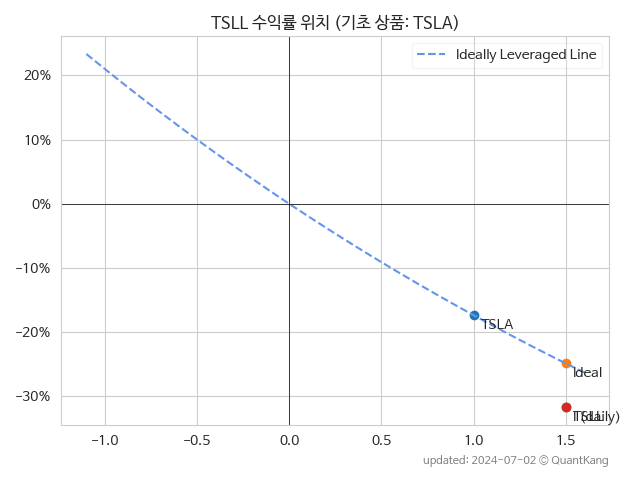 TSLL 수익률 위치 (기초 상품: TSLA)
Ideally Leveraged Line
20%
10%
0%
−10%
−20%
−30%
TSLA
Ideal
−1.0
−0.5
0.0
0.5
1.0
1.5
updated: 2024-07-02 © QuantKang